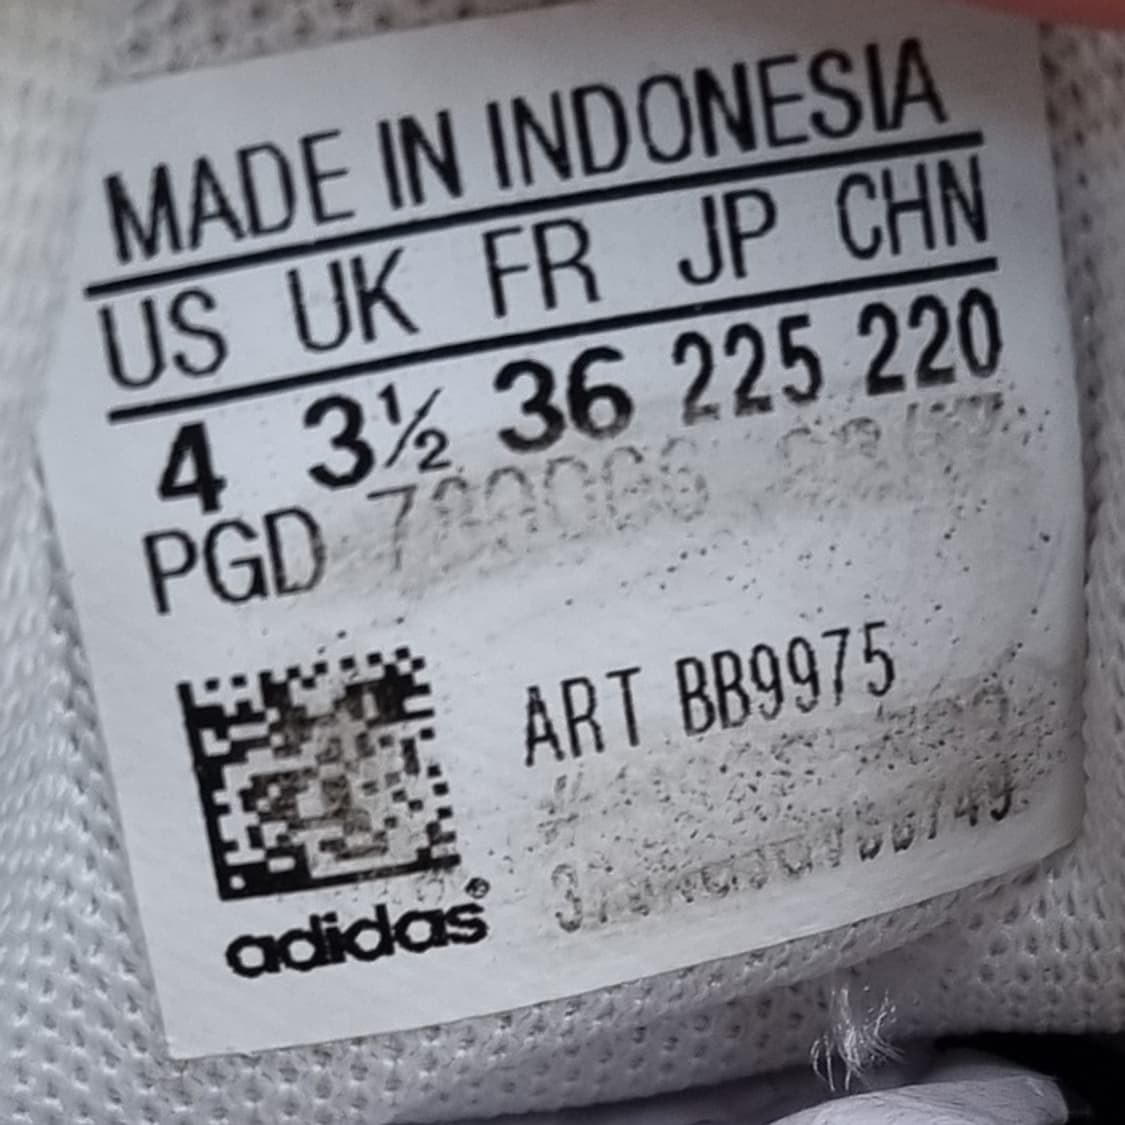 MADE IN INDONESIA
US UK FR JP CHN
4 3½ 36 225 220
PGD
ART BB9975
#
adidas®